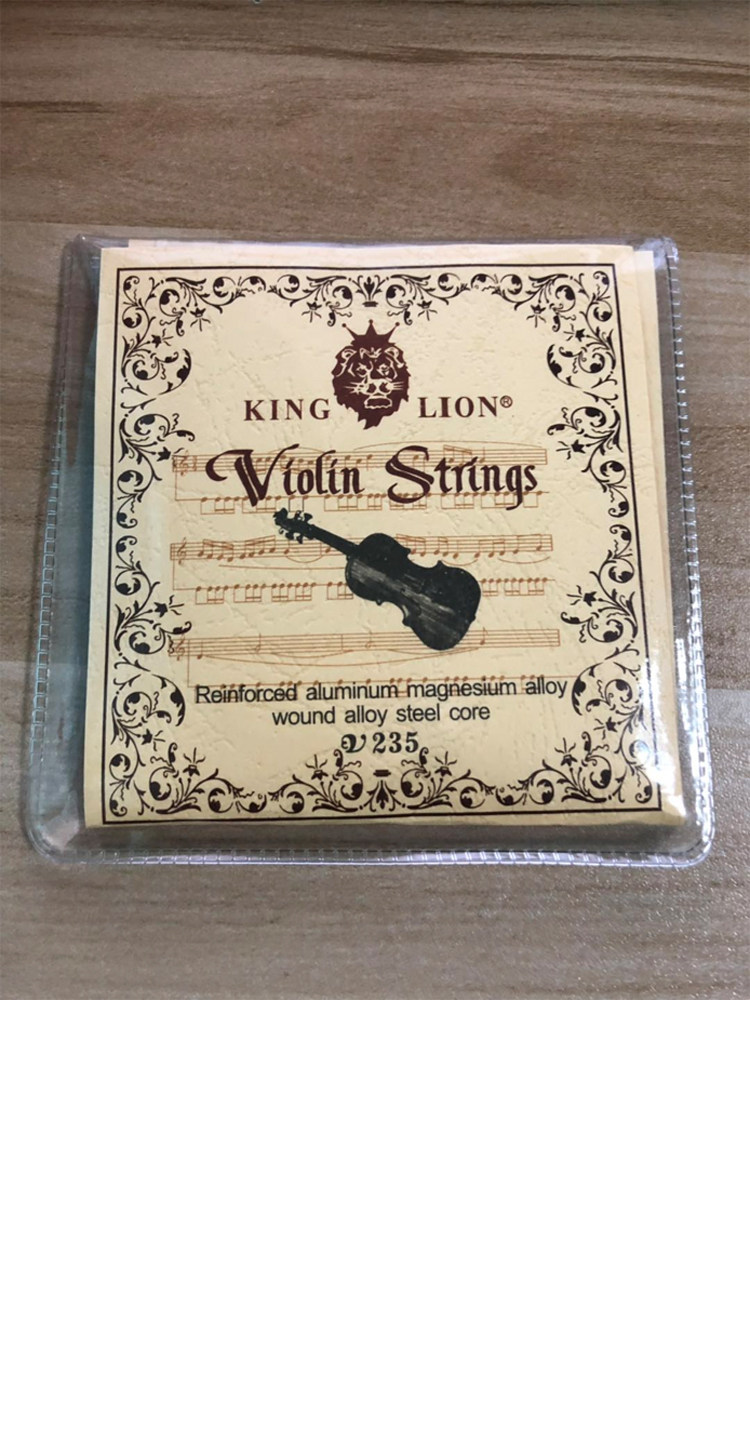 KING LION®
Violin Strings
Reinforced aluminum magnesium alloy
wound alloy steel core
V235